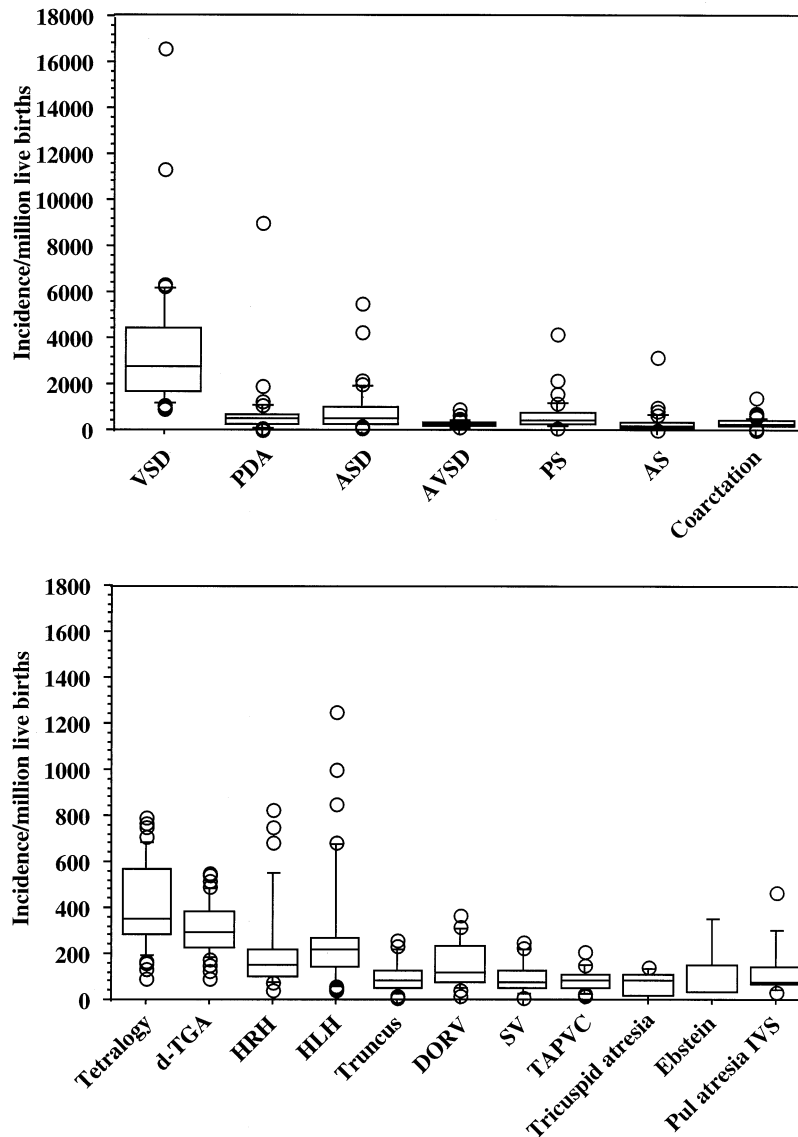 Incidence/million live births
18000
16000
14000
12000
10000
8000
6000
4000
2000
0
VSD
PDA
ASD
AVSD
PS
AS
Coarctation
Incidence/million live births
1800
1600
1400
1200
1000
800
600
400
200
0
Tetralogy
d-TGA
HRH
HLH
Truncus
DORV
SV
TAPVC
Tricuspid atresia
Ebstein
Pul atresia IVS